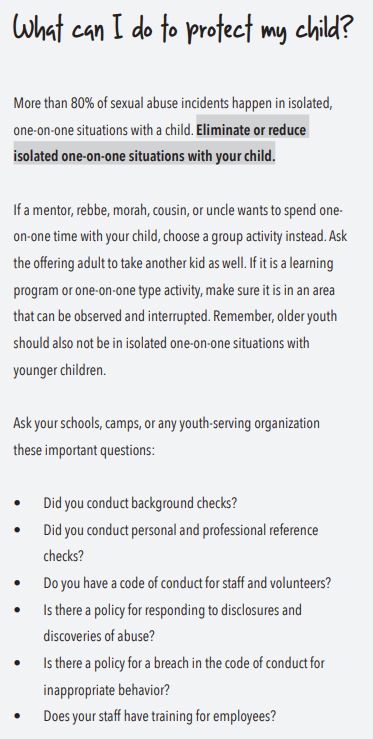 What can I do to protect my child?
More than 80% of sexual abuse incidents happen in isolated,
one-on-one situations with a child. Eliminate or reduce
isolated one-on-one situations with your child.
If a mentor, rebbe, morah, cousin, or uncle wants to spend one-
on-one time with your child, choose a group activity instead. Ask
the offering adult to take another kid as well. If it is a learning
program or one-on-one type activity, make sure it is in an area
that can be observed and interrupted. Remember, older youth
should also not be in isolated one-on-one situations with
younger children.
Ask your schools, camps, or any youth-serving organization
these important questions:
• Did you conduct background checks?
• Did you conduct personal and professional reference
checks?
• Do you have a code of conduct for staff and volunteers?
• Is there a policy for responding to disclosures and
discoveries of abuse?
• Is there a policy for a breach in the code of conduct for
inappropriate behavior?
• Does your staff have training for employees?